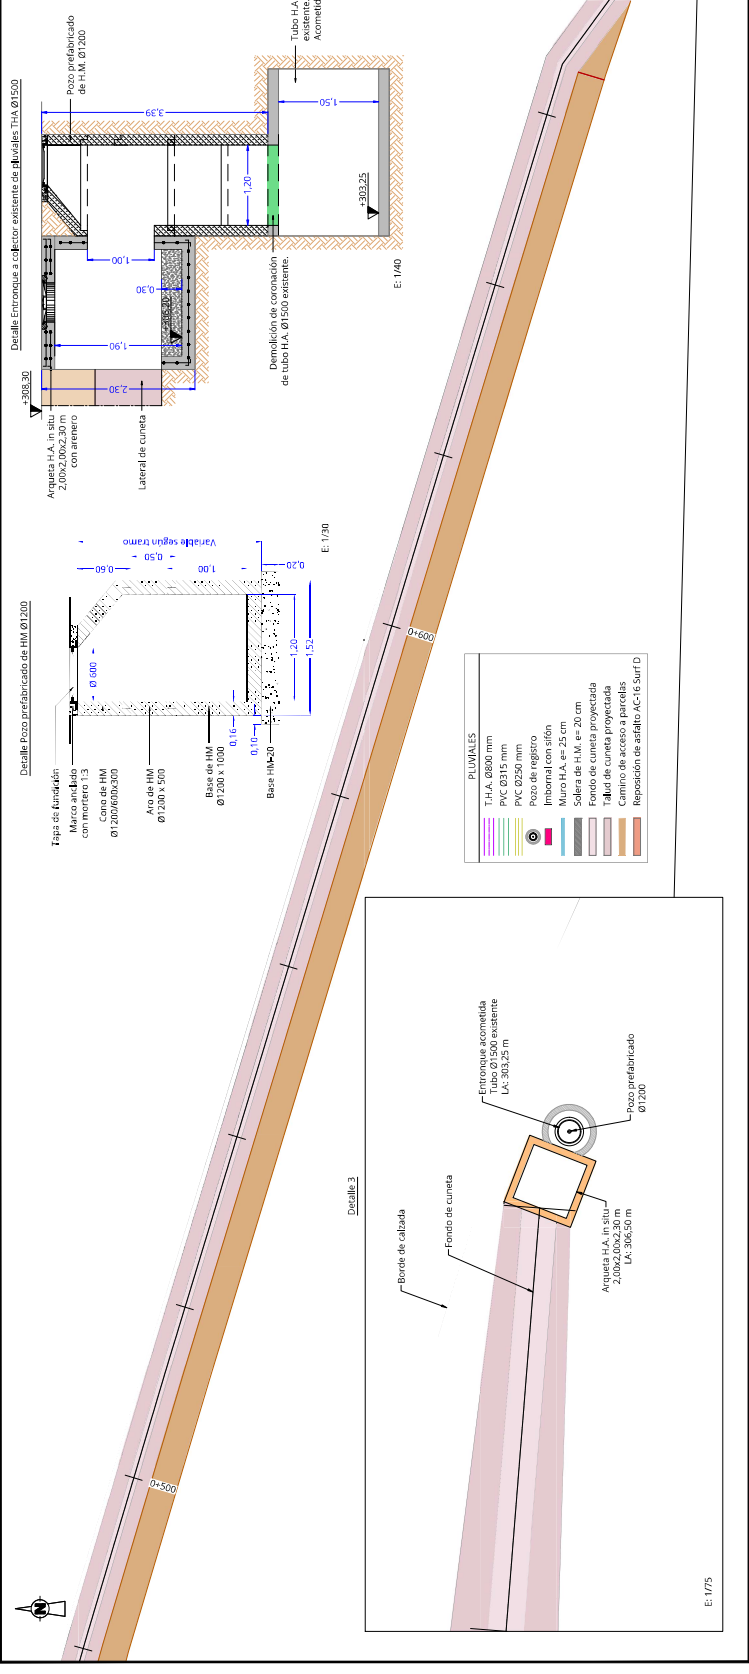 Detalle Entronque a colector existente de pluviales THA Ø1500
Pozo prefabricado
de H.M. Ø1200
Tubo H.A.
existente.
Acometid
3,39
1,50
1,20
1,00
0,30
1,90
2,30
+303,25
+308,30
Arqueta H.A. in situ
2,00x2,00x2,30 m
con arenero
Lateral de cuneta
Demolición de coronación
de tubo H.A. Ø1500 existente.
E: 1/40
Detalle Pozo prefabricado de HM Ø1200
Tapa de fundición
Marco anclado
con mortero 1:3
Cono de HM
Ø1200/600x300
Aro de HM
Ø1200 x 500
Base de HM
Ø1200 x 1000
Base HM-20
Variable según tramo
0,60
0,50
1,00
0,20
Ø 600
0,16
0,10
1,20
1,52
E: 1/30
0+600
0+500
PLUVIALES
T.H.A. Ø800 mm
PVC Ø315 mm
PVC Ø250 mm
Pozo de registro
Imbornal con sifón
Muro H.A. e= 25 cm
Solera de H.M. e= 20 cm
Fondo de cuneta proyectada
Talud de cuneta proyectada
Camino de acceso a parcelas
Reposición de asfalto AC-16 Surf D
Detalle 3
Borde de calzada
Fondo de cuneta
Entronque acometida
Tubo Ø1500 existente
LA: 303,25 m
Pozo prefabricado
Ø1200
Arqueta H.A. in situ
2,00x2,00x2,30 m
LA: 306,50 m
E: 1/75
N